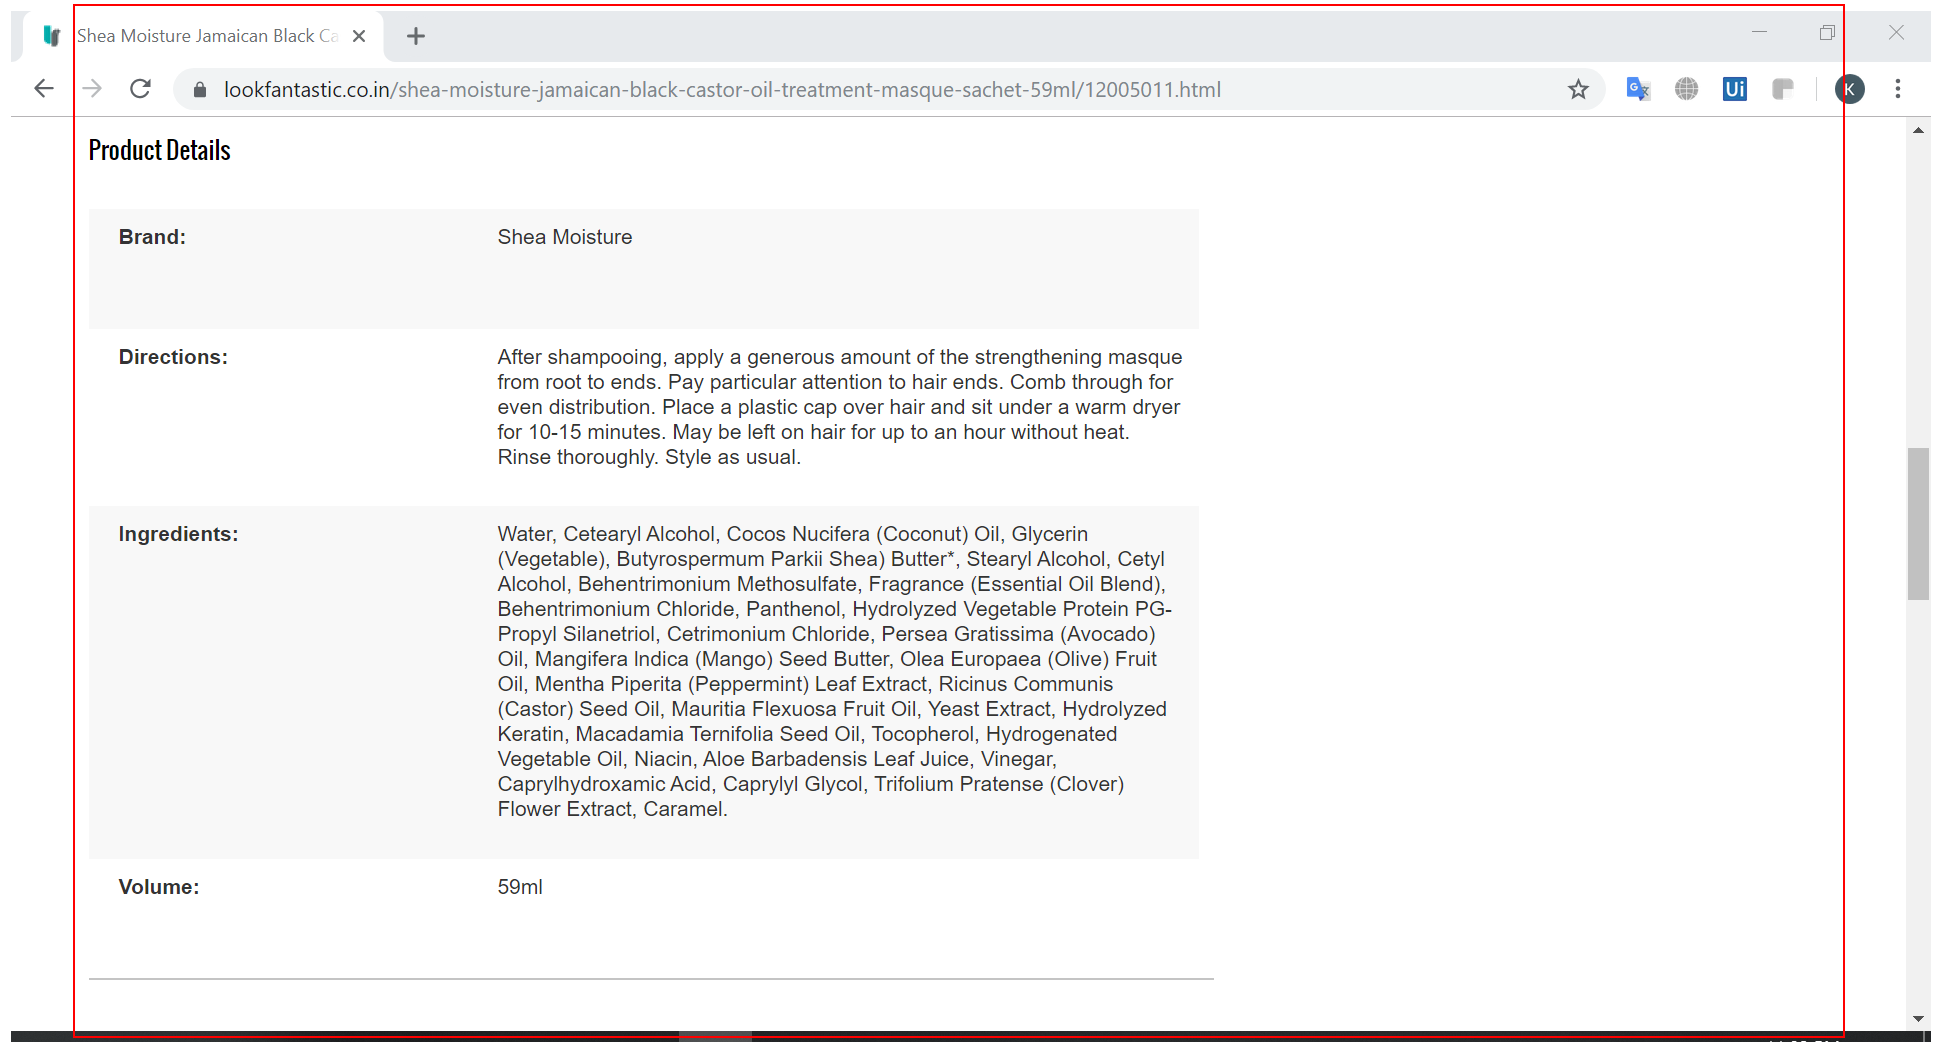 Shea Moisture Jamaican Black Ca
lookfantastic.co.in/shea-moisture-jamaican-black-castor-oil-treatment-masque-sachet-59ml/12005011.html
Ui
K
Product Details
Brand: Shea Moisture
Directions: After shampooing, apply a generous amount of the strengthening masque
from root to ends. Pay particular attention to hair ends. Comb through for
even distribution. Place a plastic cap over hair and sit under a warm dryer
for 10-15 minutes. May be left on hair for up to an hour without heat.
Rinse thoroughly. Style as usual.
Ingredients: Water, Cetearyl Alcohol, Cocos Nucifera (Coconut) Oil, Glycerin
(Vegetable), Butyrospermum Parkii Shea) Butter*, Stearyl Alcohol, Cetyl
Alcohol, Behentrimonium Methosulfate, Fragrance (Essential Oil Blend),
Behentrimonium Chloride, Panthenol, Hydrolyzed Vegetable Protein PG-
Propyl Silanetriol, Cetrimonium Chloride, Persea Gratissima (Avocado)
Oil, Mangifera Indica (Mango) Seed Butter, Olea Europaea (Olive) Fruit
Oil, Mentha Piperita (Peppermint) Leaf Extract, Ricinus Communis
(Castor) Seed Oil, Mauritia Flexuosa Fruit Oil, Yeast Extract, Hydrolyzed
Keratin, Macadamia Ternifolia Seed Oil, Tocopherol, Hydrogenated
Vegetable Oil, Niacin, Aloe Barbadensis Leaf Juice, Vinegar,
Caprylhydroxamic Acid, Caprylyl Glycol, Trifolium Pratense (Clover)
Flower Extract, Caramel.
Volume: 59ml